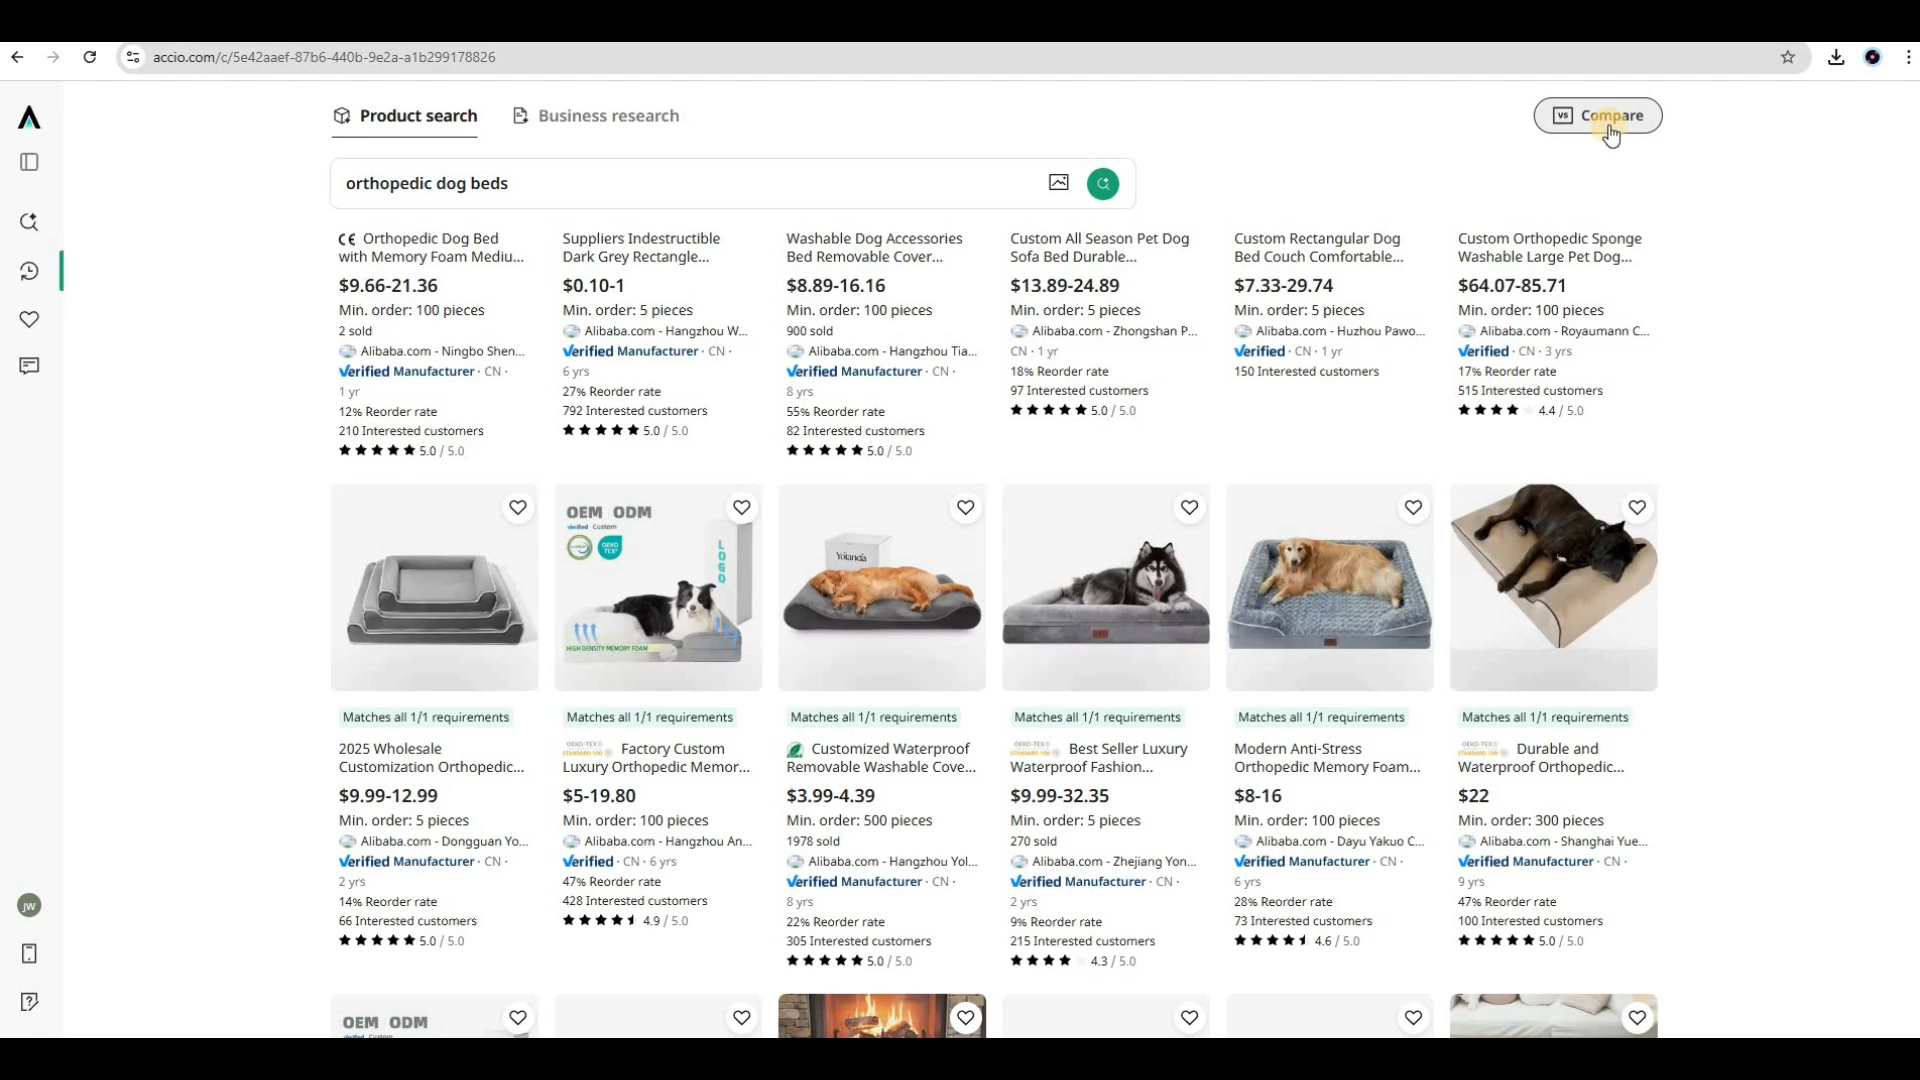 accio.com/c/5e42aaef-87b6-440b-9e2a-a1b299178826
Product search
Business research
VS Compare
orthopedic dog beds
CE Orthopedic Dog Bed
with Memory Foam Mediu...
$9.66-21.36
Min. order: 100 pieces
2 sold
Alibaba.com - Ningbo Shen...
Verified Manufacturer · CN ·
1 yr
12% Reorder rate
210 Interested customers
5.0 / 5.0
Suppliers Indestructible
Dark Grey Rectangle...
$0.10-1
Min. order: 5 pieces
Alibaba.com - Hangzhou W...
Verified Manufacturer · CN ·
6 yrs
27% Reorder rate
792 Interested customers
5.0 / 5.0
Washable Dog Accessories
Bed Removable Cover...
$8.89-16.16
Min. order: 100 pieces
900 sold
Alibaba.com - Hangzhou Tia...
Verified Manufacturer · CN ·
8 yrs
55% Reorder rate
82 Interested customers
5.0 / 5.0
Custom All Season Pet Dog
Sofa Bed Durable...
$13.89-24.89
Min. order: 5 pieces
Alibaba.com - Zhongshan P...
CN · 1 yr
18% Reorder rate
97 Interested customers
5.0 / 5.0
Custom Rectangular Dog
Bed Couch Comfortable...
$7.33-29.74
Min. order: 5 pieces
Alibaba.com - Huzhou Pawo...
Verified · CN · 1 yr
150 Interested customers
Custom Orthopedic Sponge
Washable Large Pet Dog...
$64.07-85.71
Min. order: 100 pieces
Alibaba.com - Royaumann C...
Verified · CN · 3 yrs
17% Reorder rate
515 Interested customers
4.4 / 5.0
Matches all 1/1 requirements
2025 Wholesale
Customization Orthopedic...
$9.99-12.99
Min. order: 5 pieces
Alibaba.com - Dongguan Yo...
Verified Manufacturer · CN ·
2 yrs
14% Reorder rate
66 Interested customers
5.0 / 5.0
OEM ODM
Verified Custom
OEKO TEX
LOGO
HIGH DENSITY MEMORY FOAM
Matches all 1/1 requirements
OEKO-TEX® STANDARD 100 Factory Custom
Luxury Orthopedic Memor...
$5-19.80
Min. order: 100 pieces
Alibaba.com - Hangzhou An...
Verified · CN · 6 yrs
47% Reorder rate
428 Interested customers
4.9 / 5.0
Yolanda
Matches all 1/1 requirements
Customized Waterproof
Removable Washable Cove...
$3.99-4.39
Min. order: 500 pieces
1978 sold
Alibaba.com - Hangzhou Yol...
Verified Manufacturer · CN ·
8 yrs
22% Reorder rate
305 Interested customers
5.0 / 5.0
Matches all 1/1 requirements
OEKO-TEX® STANDARD 100 Best Seller Luxury
Waterproof Fashion...
$9.99-32.35
Min. order: 5 pieces
270 sold
Alibaba.com - Zhejiang Yon...
Verified Manufacturer · CN ·
2 yrs
9% Reorder rate
215 Interested customers
4.3 / 5.0
Matches all 1/1 requirements
Modern Anti-Stress
Orthopedic Memory Foam...
$8-16
Min. order: 100 pieces
Alibaba.com - Dayu Yakuo C...
Verified Manufacturer · CN ·
6 yrs
28% Reorder rate
73 Interested customers
4.6 / 5.0
Matches all 1/1 requirements
OEKO-TEX® STANDARD 100 Durable and
Waterproof Orthopedic...
$22
Min. order: 300 pieces
Alibaba.com - Shanghai Yue...
Verified Manufacturer · CN ·
9 yrs
47% Reorder rate
100 Interested customers
5.0 / 5.0
JW
OEM ODM